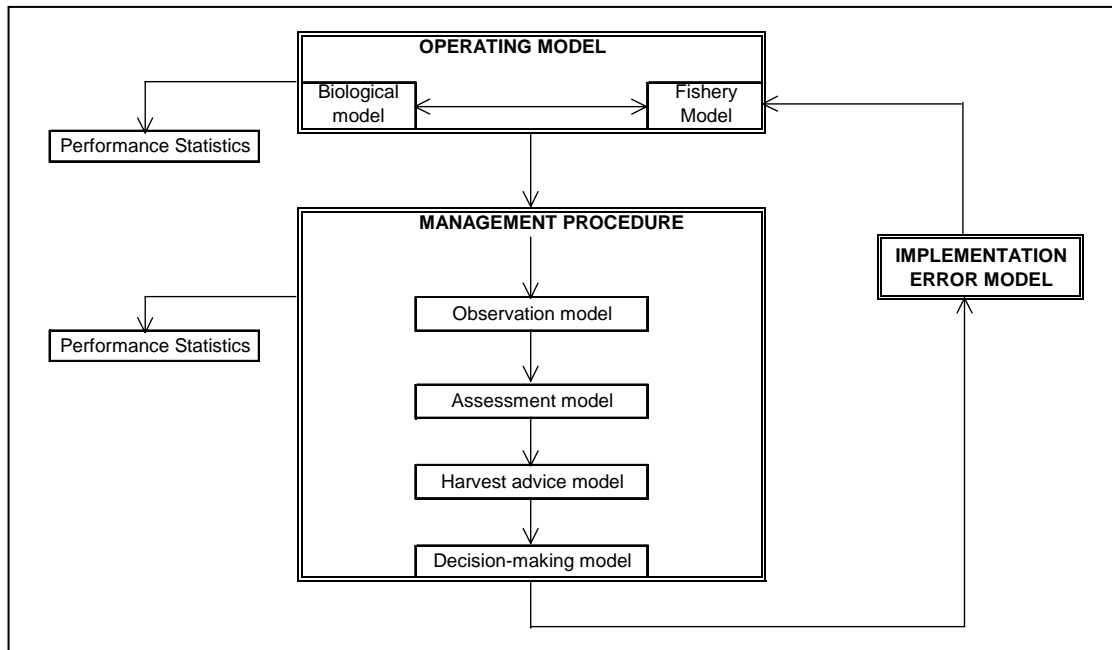 OPERATING MODEL
Biological
model
Fishery
Model
Performance Statistics
MANAGEMENT PROCEDURE
IMPLEMENTATION
ERROR MODEL
Observation model
Performance Statistics
Assessment model
Harvest advice model
Decision-making model